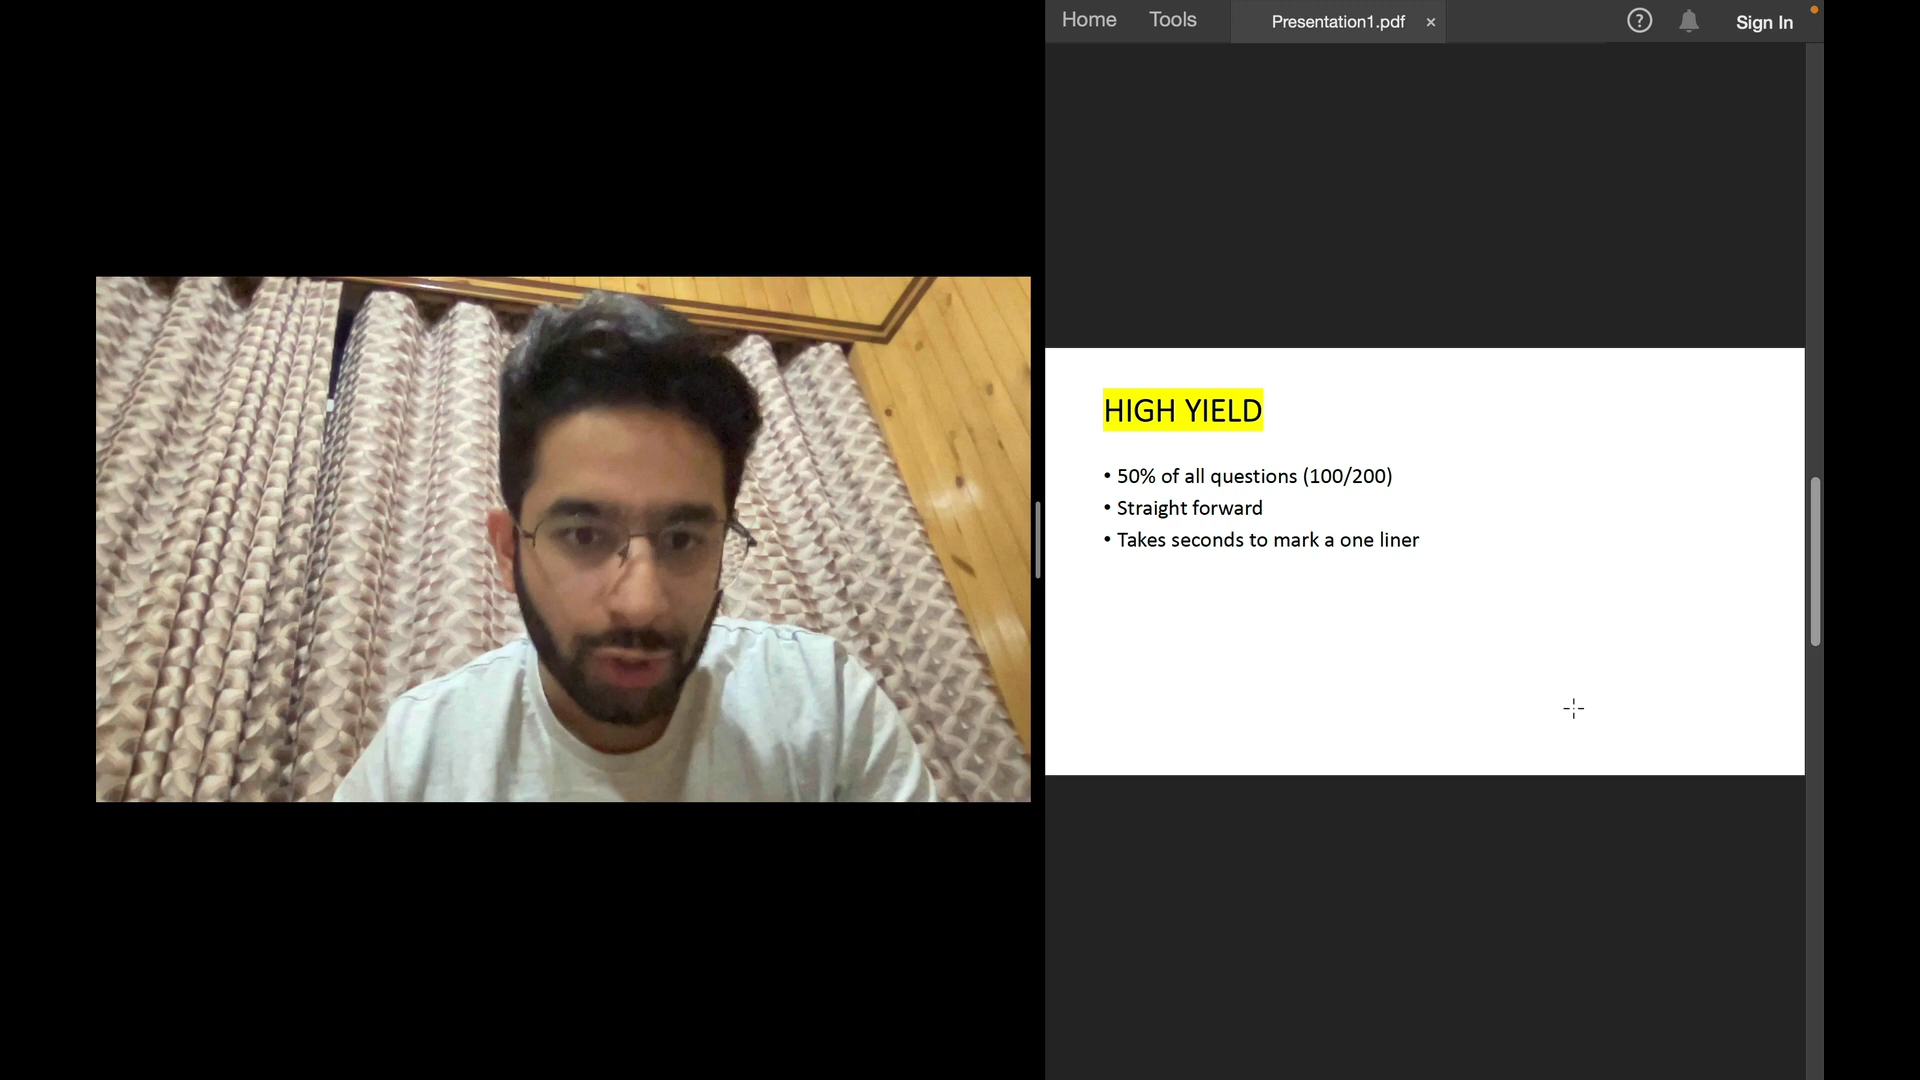 Home Tools Presentation1.pdf × ? Sign In
HIGH YIELD
• 50% of all questions (100/200)
• Straight forward
• Takes seconds to mark a one liner